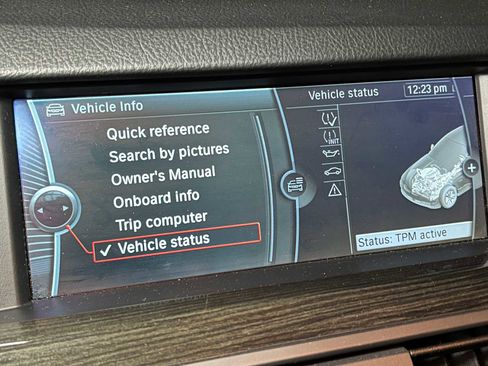 Vehicle Info
Quick reference
Search by pictures
Owner's Manual
Onboard info
Trip computer
✓ Vehicle status
Vehicle status
12:23 pm
INIT
Status: TPM active